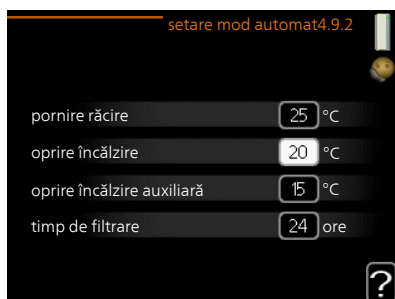 setare mod automat4.9.2
pornire răcire 25 °C
oprire încălzire 20 °C
oprire încălzire auxiliară 15 °C
timp de filtrare 24 ore
?